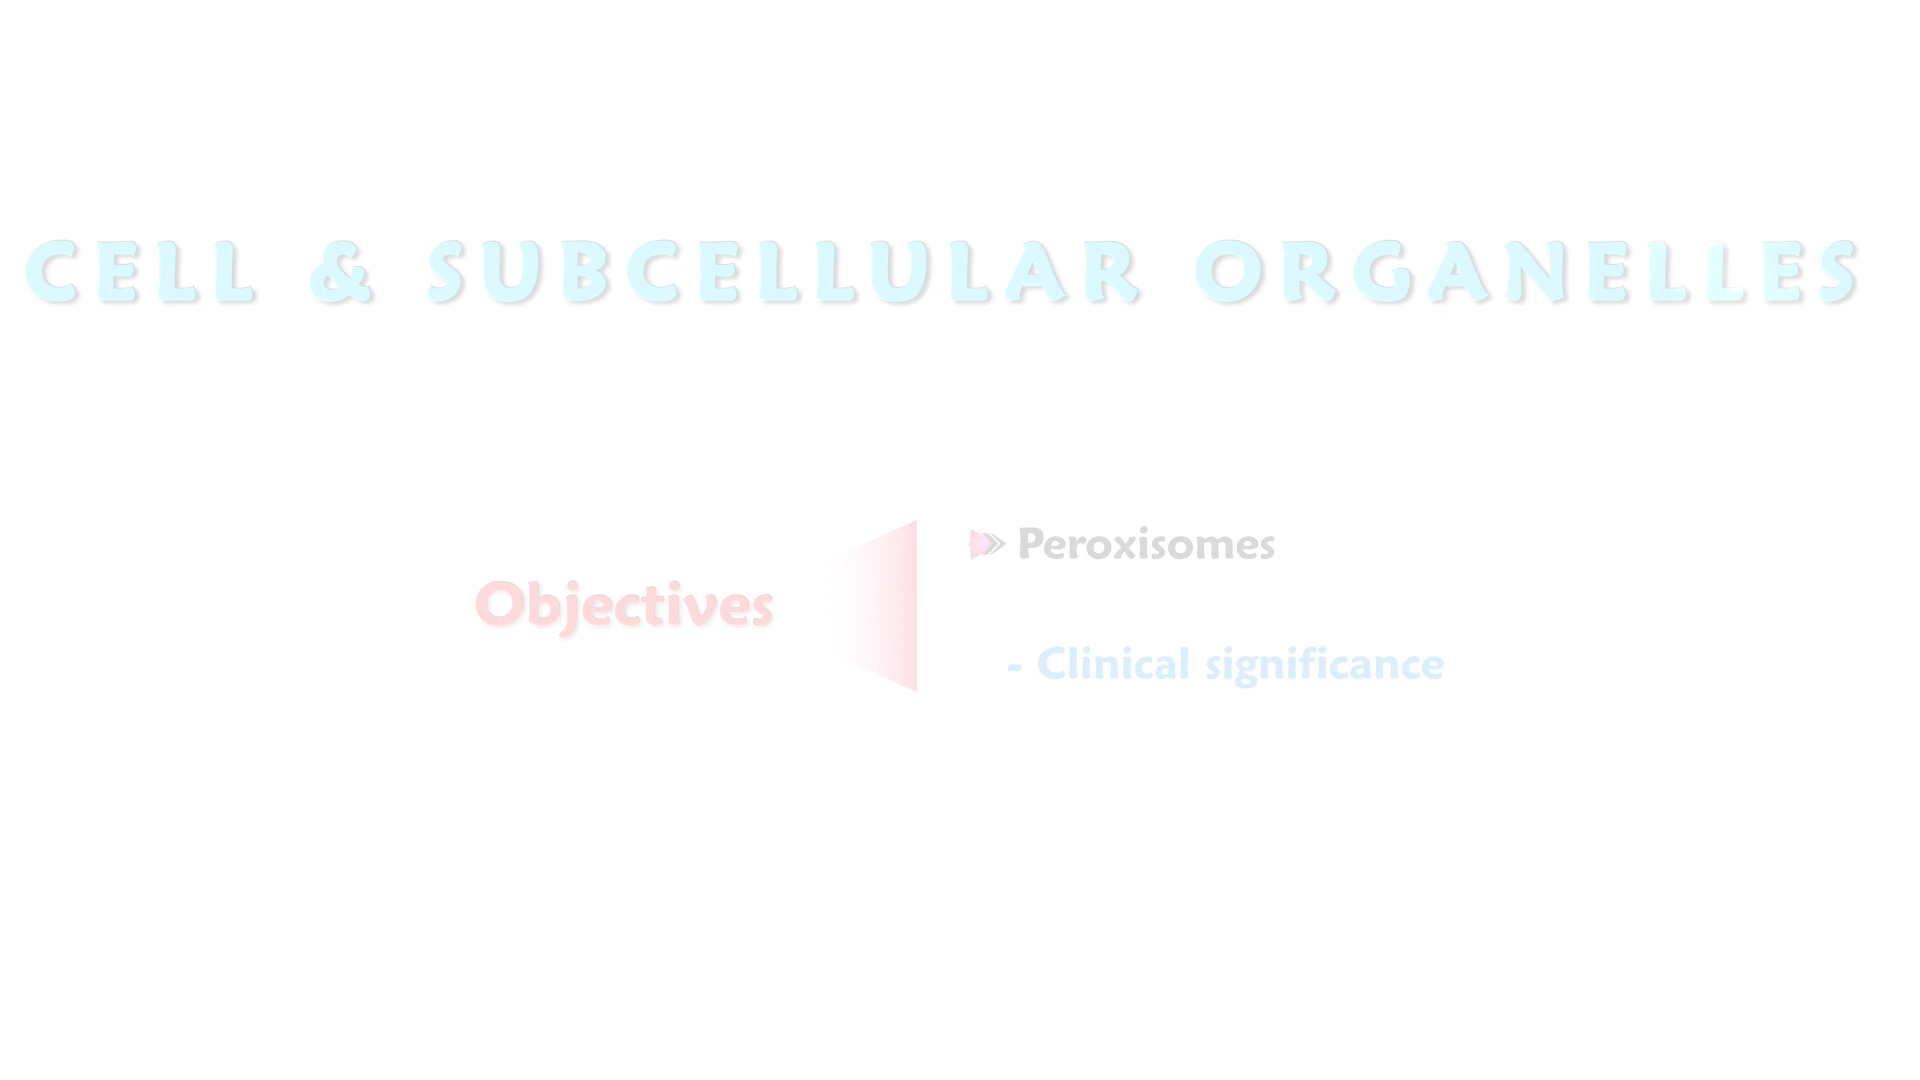 CELL & SUBCELLULAR ORGANELLES
Objectives
Peroxisomes
- Clinical significance